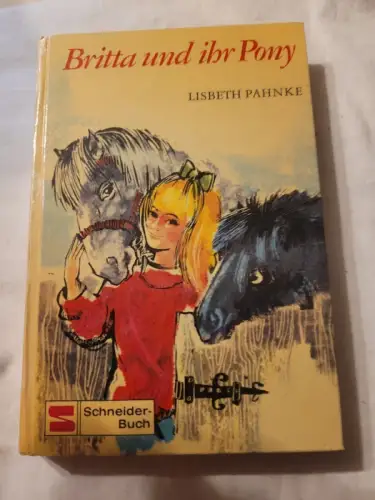 Britta und ihr Pony
LISBETH PAHNKE
S
Schneider-
Buch